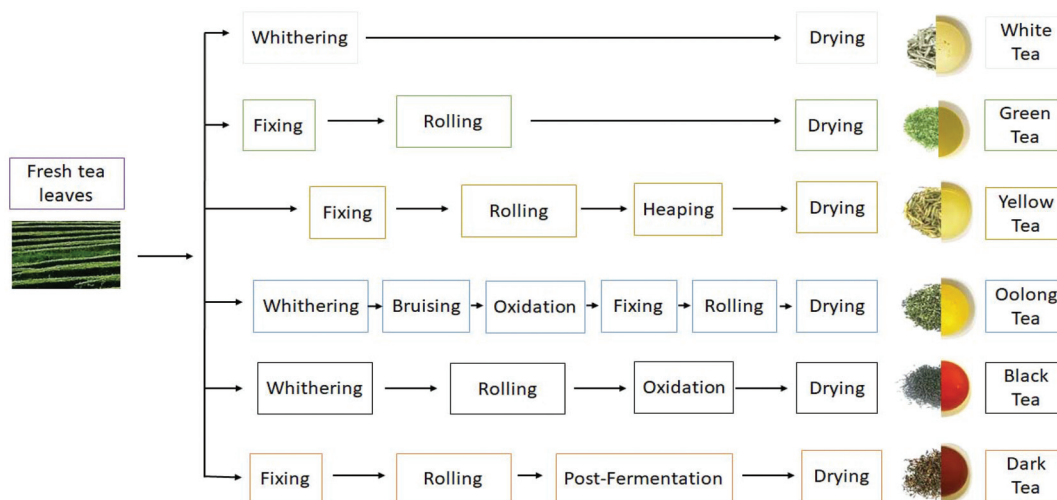 Fresh tea
leaves
Whithering
Drying
White
Tea
Fixing
Rolling
Drying
Green
Tea
Fixing
Rolling
Heaping
Drying
Yellow
Tea
Whithering
Bruising
Oxidation
Fixing
Rolling
Drying
Oolong
Tea
Whithering
Rolling
Oxidation
Drying
Black
Tea
Fixing
Rolling
Post-Fermentation
Drying
Dark
Tea